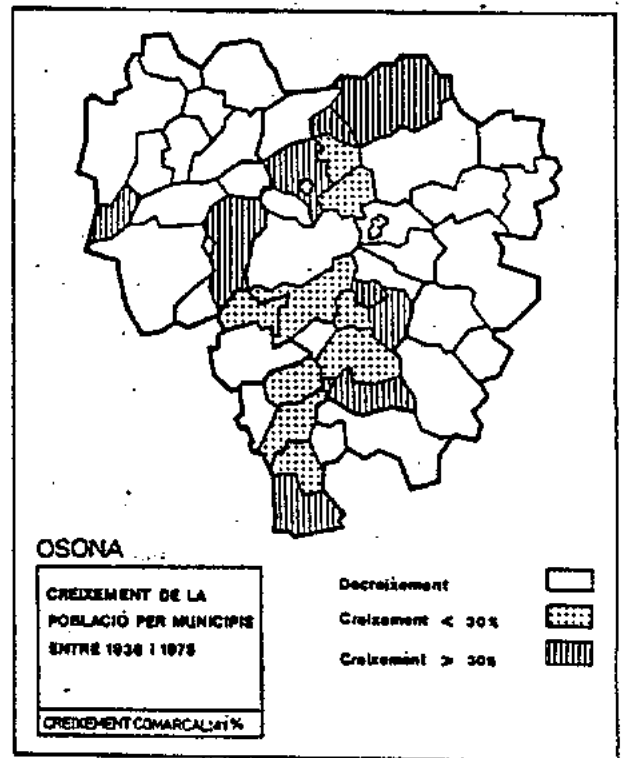 OSONA
CREIXEMENT DE LA
POBLACIÓ PER MUNICIPIS
ENTRE 1936 i 1975
CREIXEMENT COMARCAL: 41%
Decreixement
Creixement < 30%
Creixement > 30%